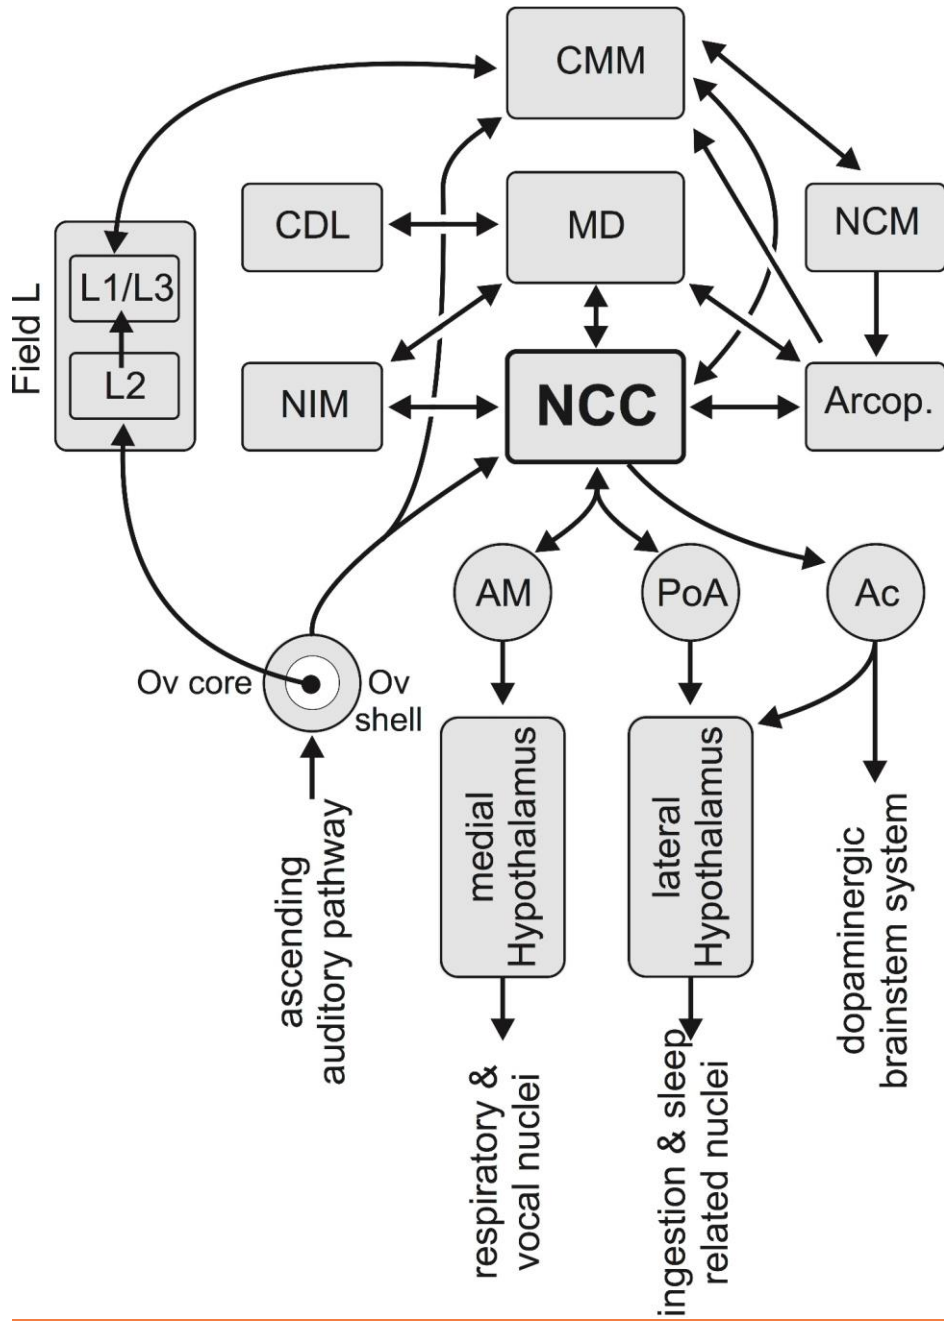 CMM
CDL
MD
NCM
Field L
L1/L3
L2
NIM
NCC
Arcop.
AM
PoA
Ac
Ov core
Ov
shell
ascending
auditory pathway
medial
Hypothalamus
lateral
Hypothalamus
dopaminergic
brainstem system
respiratory &
vocal nuclei
ingestion & sleep
related nuclei